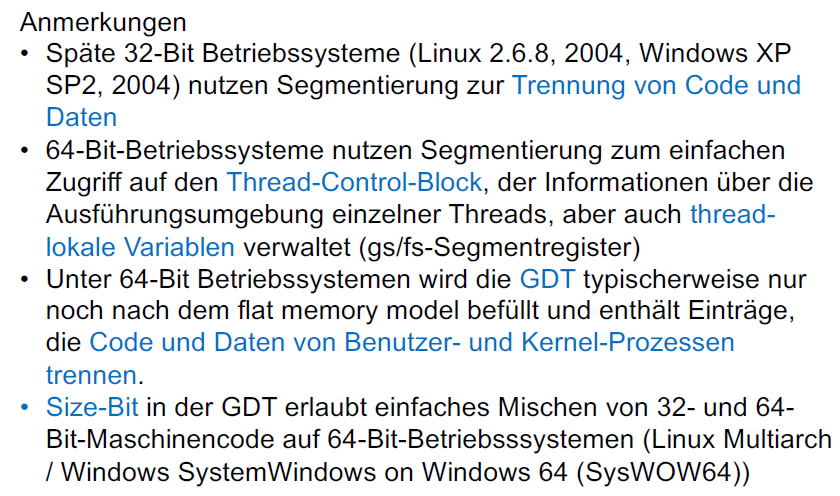 Anmerkungen
• Späte 32-Bit Betriebssysteme (Linux 2.6.8, 2004, Windows XP
SP2, 2004) nutzen Segmentierung zur Trennung von Code und
Daten
• 64-Bit-Betriebssysteme nutzen Segmentierung zum einfachen
Zugriff auf den Thread-Control-Block, der Informationen über die
Ausführungsumgebung einzelner Threads, aber auch thread-
lokale Variablen verwaltet (gs/fs-Segmentregister)
• Unter 64-Bit Betriebssystemen wird die GDT typischerweise nur
noch nach dem flat memory model befüllt und enthält Einträge,
die Code und Daten von Benutzer- und Kernel-Prozessen
trennen.
• Size-Bit in der GDT erlaubt einfaches Mischen von 32- und 64-
Bit-Maschinencode auf 64-Bit-Betriebsssystemen (Linux Multiarch
/ Windows SystemWindows on Windows 64 (SysWOW64))